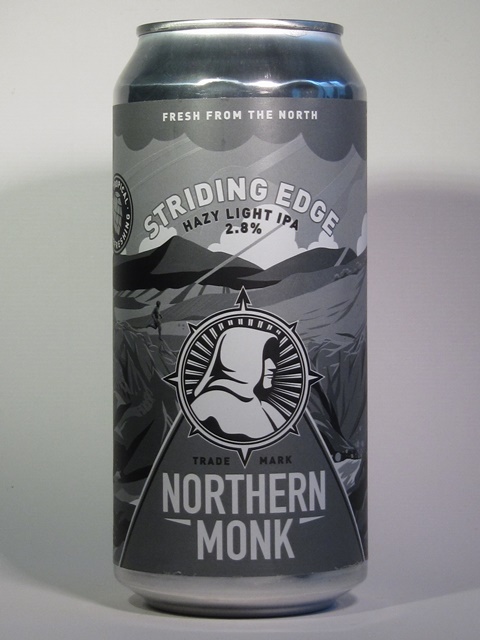 FRESH FROM THE NORTH
STRIDING EDGE
HAZY LIGHT IPA
2.8%
TRADE MARK
NORTHERN
MONK